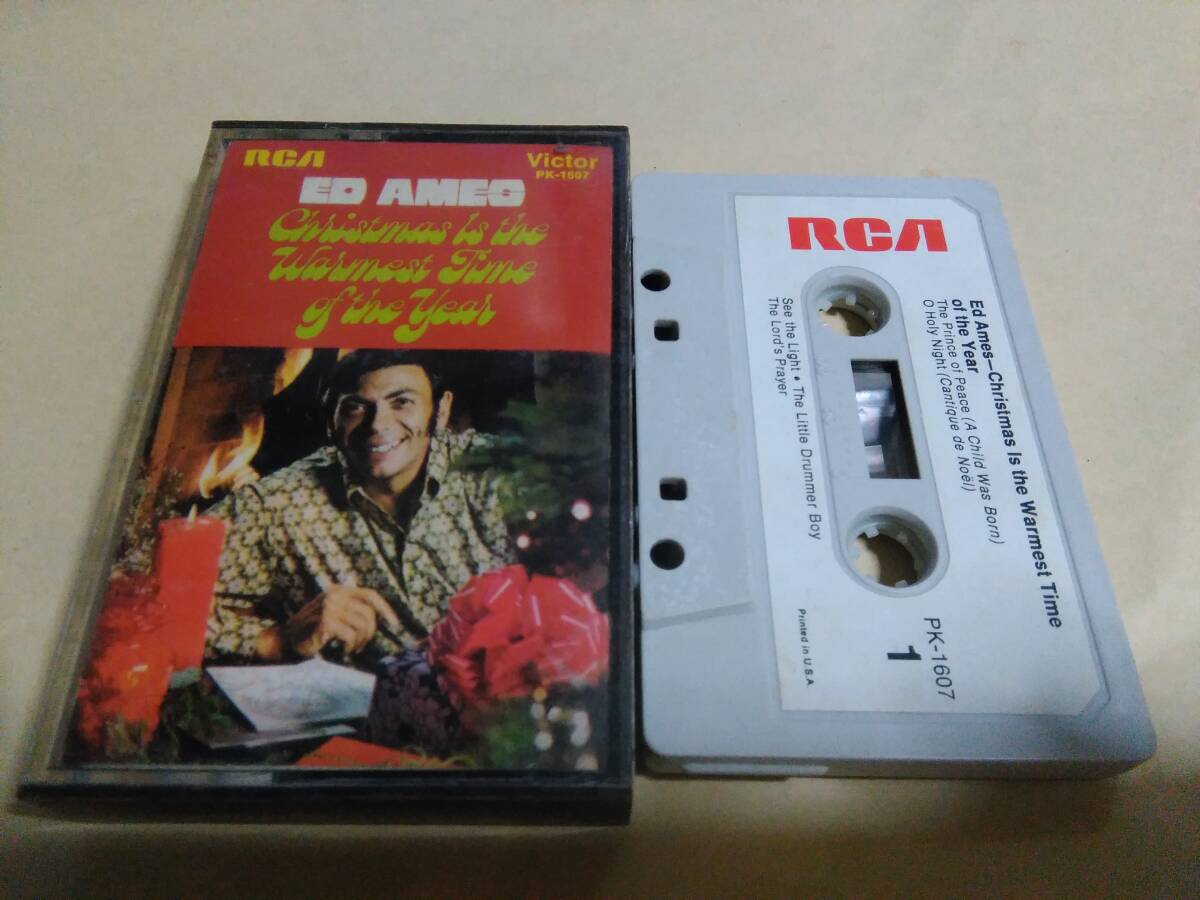 RCA
Victor
PK-1607
ED AMES
Christmas Is the
Warmest Time
of the Year
RCA
Ed Ames—Christmas Is the Warmest Time
of the Year
The Prince of Peace (A Child Was Born)
O Holy Night (Cantique de Noël)
See the Light • The Little Drummer Boy
The Lord's Prayer
PK-1607
1
Printed in U.S.A.